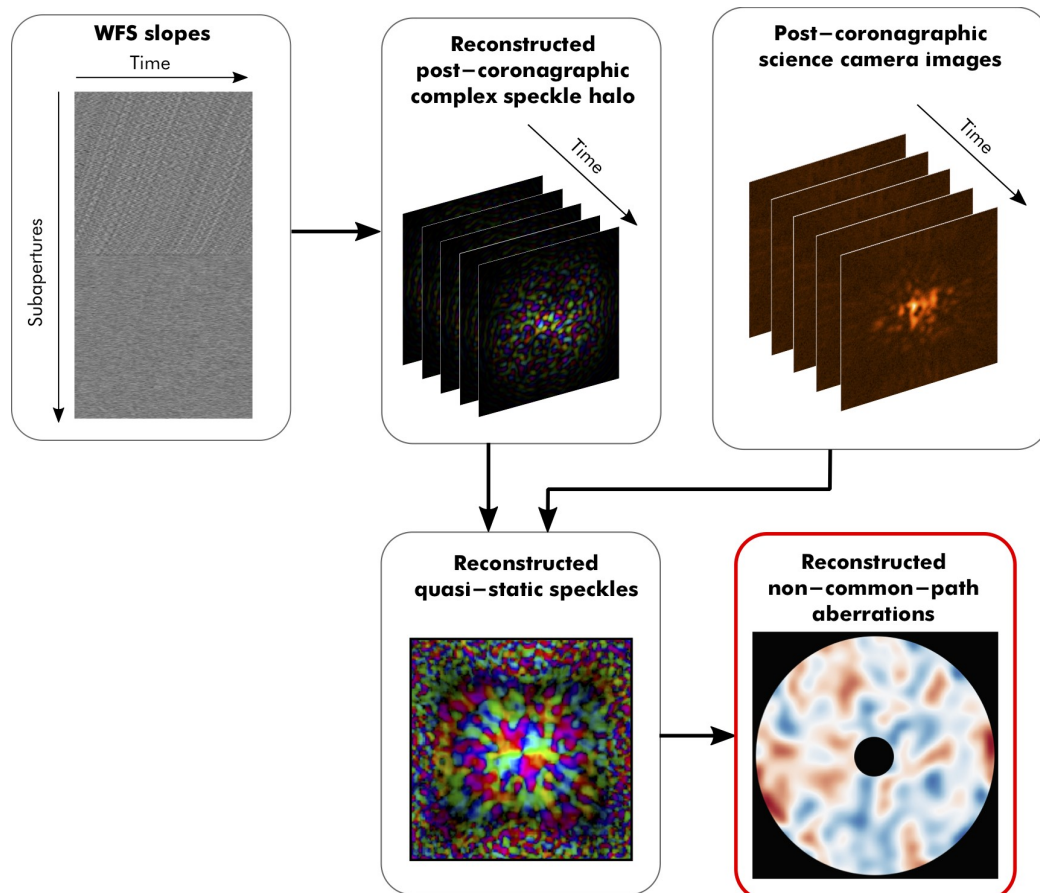 WFS slopes
Time
Subapertures
Reconstructed
post–coronagraphic
complex speckle halo
Time
Post–coronagraphic
science camera images
Time
Reconstructed
quasi–static speckles
Reconstructed
non–common–path
aberrations